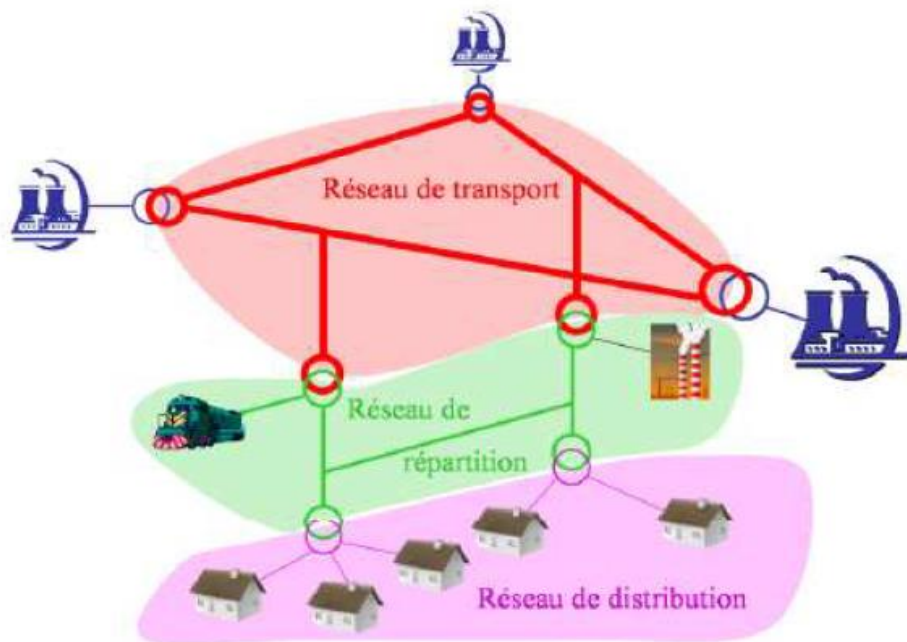 Réseau de transport
Réseau de
répartition
Réseau de distribution